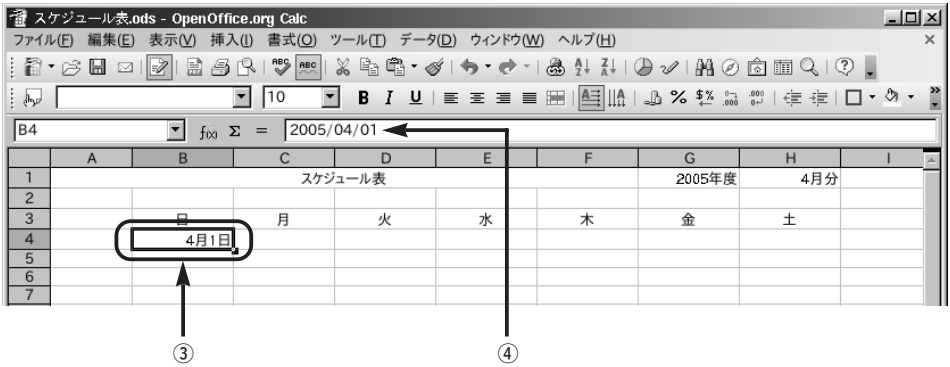 スケジュール表.ods - OpenOffice.org Calc
ファイル(F) 編集(E) 表示(V) 挿入(I) 書式(O) ツール(T) データ(D) ウィンドウ(W) ヘルプ(H)
ABC ABC
10 B I U
B4 f(x) Σ = 2005/04/01
A B C D E F G H I
1 スケジュール表 2005年度 4月分
2
3 日 月 火 水 木 金 土
4 4月1日
5
6
7
③ ④